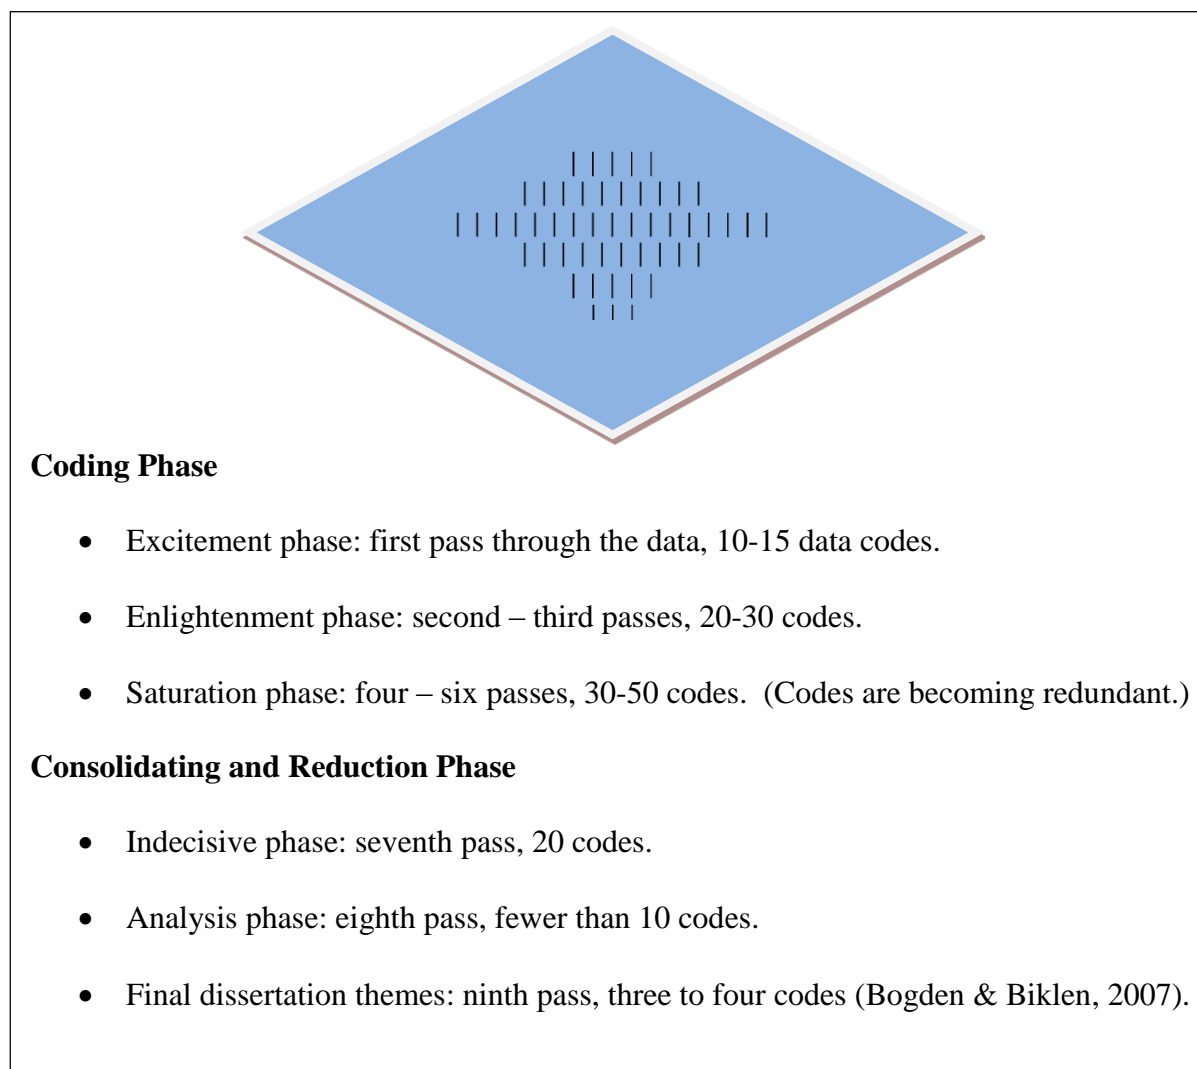 | | | | |
| | | | | | | | | |
| | | | | | | | | | | | | | | | |
| | | | | | | | | |
| | | | |
| | |
Coding Phase
• Excitement phase: first pass through the data, 10-15 data codes.
• Enlightenment phase: second – third passes, 20-30 codes.
• Saturation phase: four – six passes, 30-50 codes.  (Codes are becoming redundant.)
Consolidating and Reduction Phase
• Indecisive phase: seventh pass, 20 codes.
• Analysis phase: eighth pass, fewer than 10 codes.
• Final dissertation themes: ninth pass, three to four codes (Bogden & Biklen, 2007).